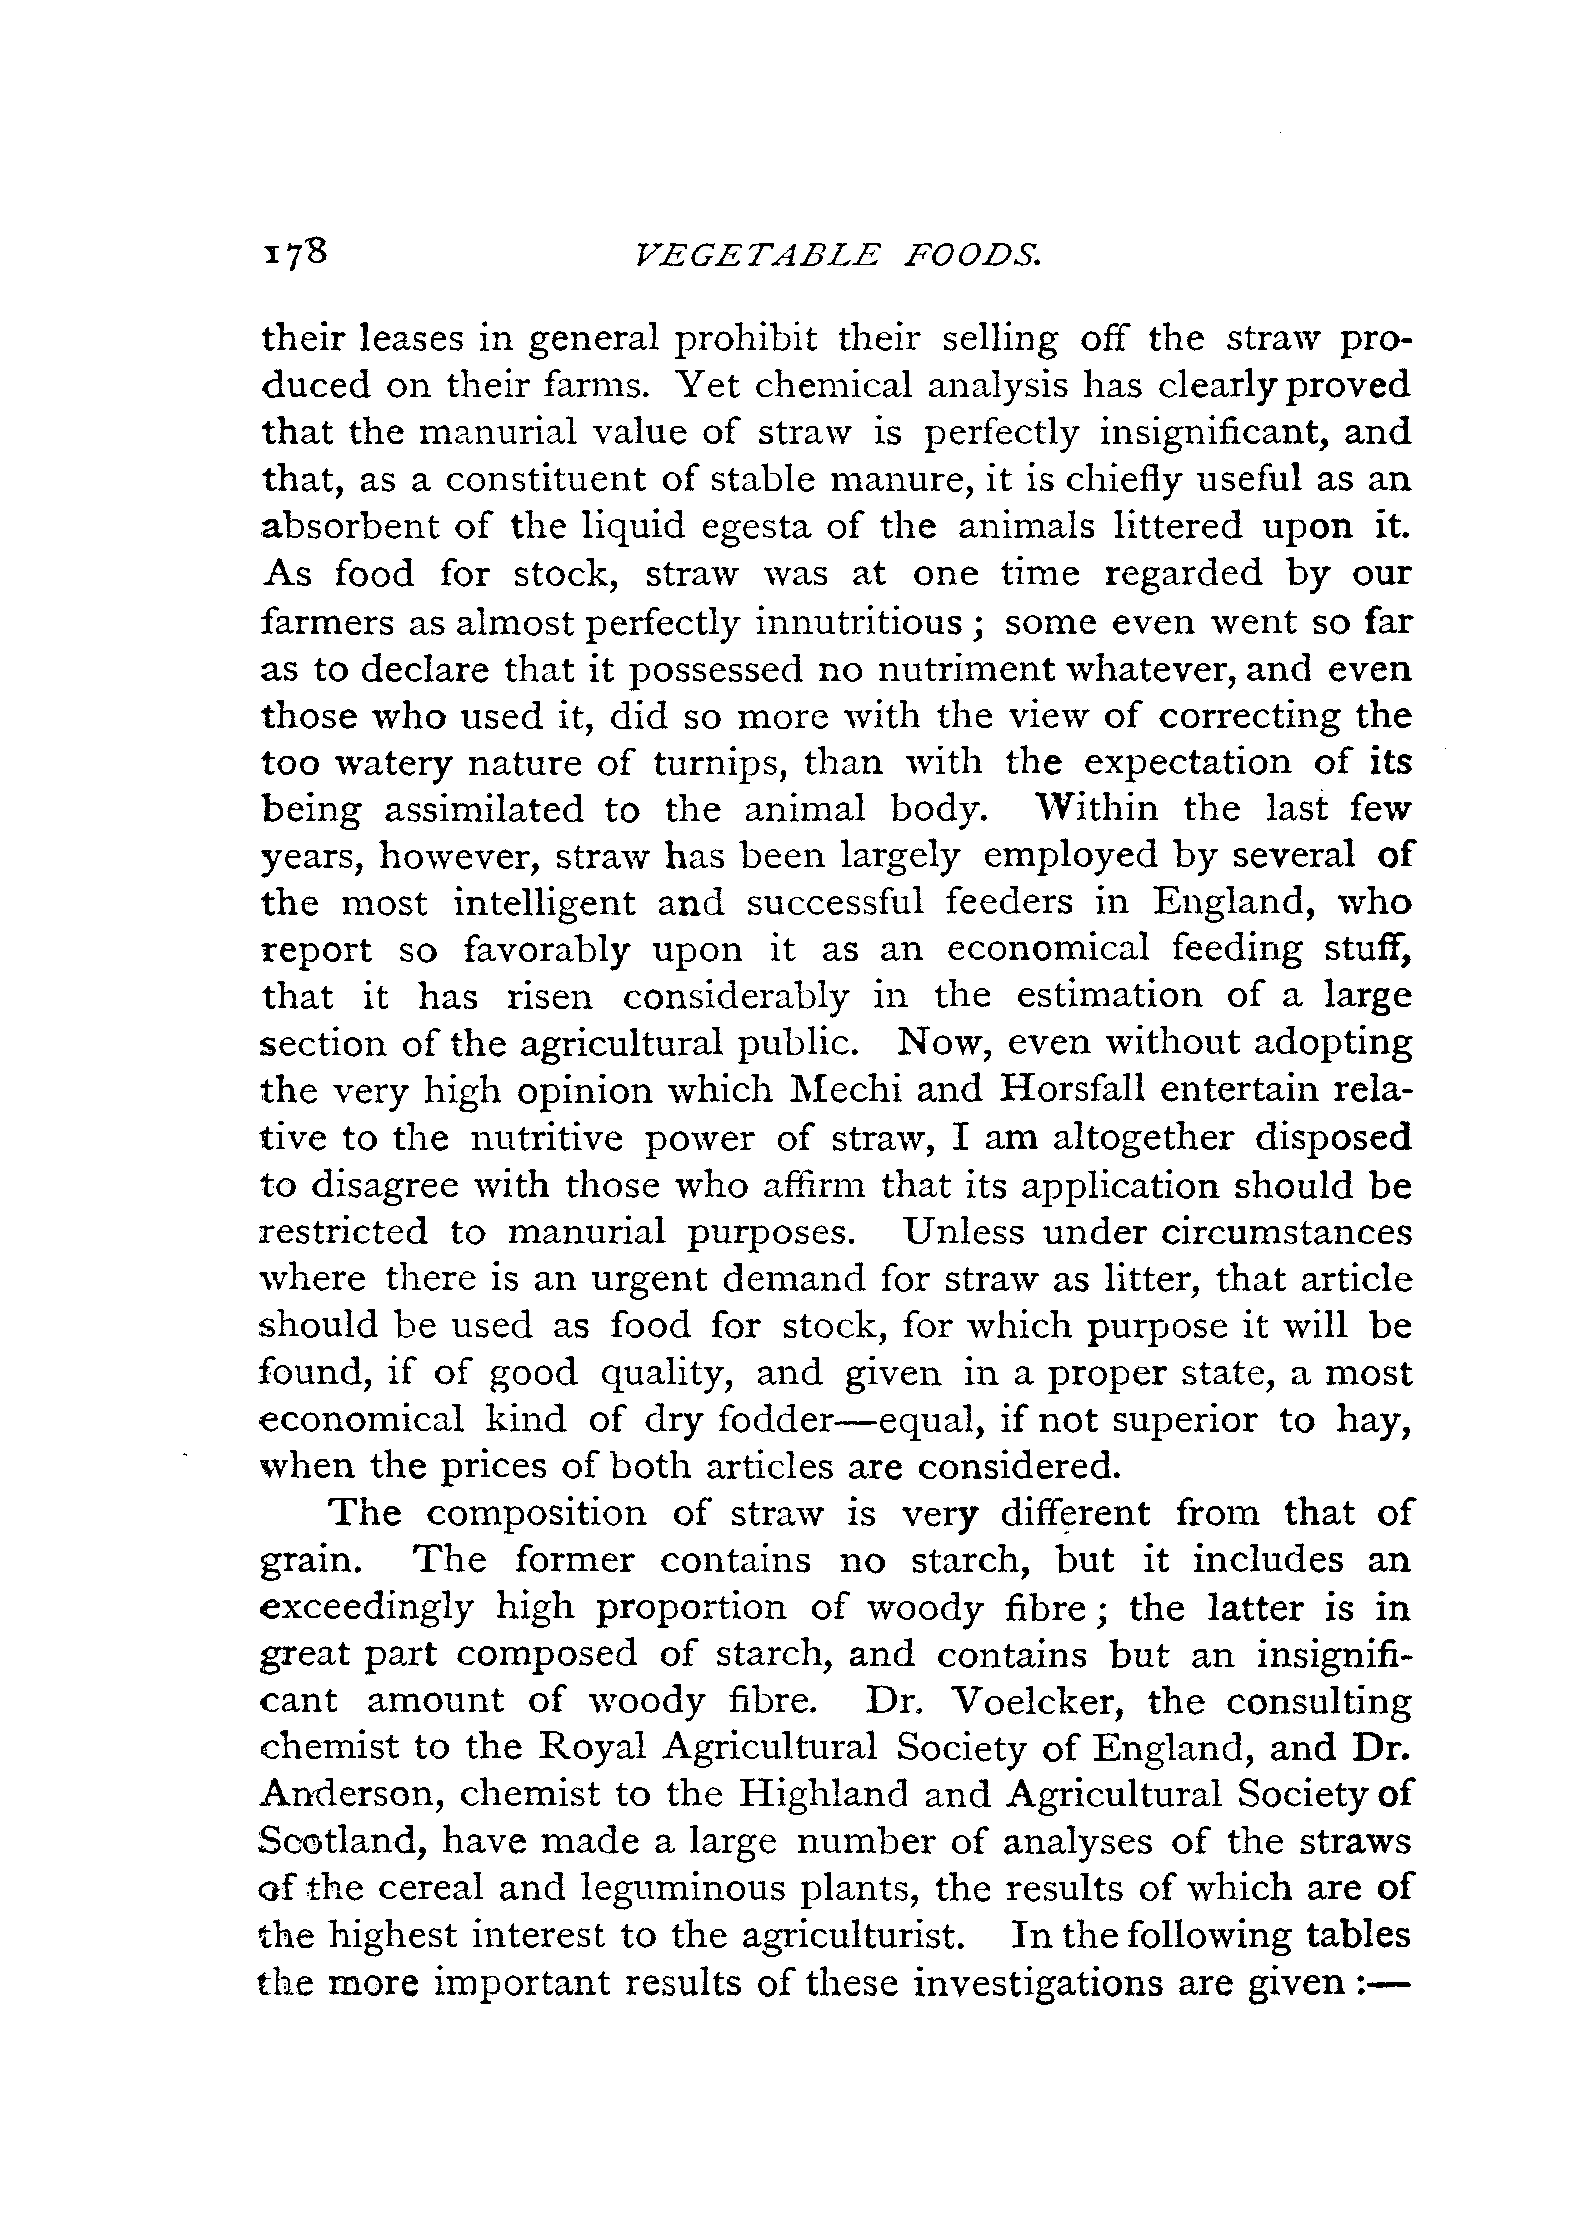 178 VEGETABLE FOODS.
their leases in general prohibit their selling off the straw pro-
duced on their farms. Yet chemical analysis has clearly proved
that the manurial value of straw is perfectly insignificant, and
that, as a constituent of stable manure, it is chiefly useful as an
absorbent of the liquid egesta of the animals littered upon it.
As food for stock, straw was at one time regarded by our
farmers as almost perfectly innutritious ; some even went so far
as to declare that it possessed no nutriment whatever, and even
those who used it, did so more with the view of correcting the
too watery nature of turnips, than with the expectation of its
being assimilated to the animal body. Within the last few
years, however, straw has been largely employed by several of
the most intelligent and successful feeders in England, who
report so favorably upon it as an economical feeding stuff,
that it has risen considerably in the estimation of a large
section of the agricultural public. Now, even without adopting
the very high opinion which Mechi and Horsfall entertain rela-
tive to the nutritive power of straw, I am altogether disposed
to disagree with those who affirm that its application should be
restricted to manurial purposes. Unless under circumstances
where there is an urgent demand for straw as litter, that article
should be used as food for stock, for which purpose it will be
found, if of good quality, and given in a proper state, a most
economical kind of dry fodder—equal, if not superior to hay,
when the prices of both articles are considered.
The composition of straw is very different from that of
grain. The former contains no starch, but it includes an
exceedingly high proportion of woody fibre ; the latter is in
great part composed of starch, and contains but an insignifi-
cant amount of woody fibre. Dr. Voelcker, the consulting
chemist to the Royal Agricultural Society of England, and Dr.
Anderson, chemist to the Highland and Agricultural Society of
Scotland, have made a large number of analyses of the straws
of the cereal and leguminous plants, the results of which are of
the highest interest to the agriculturist. In the following tables
the more important results of these investigations are given :—